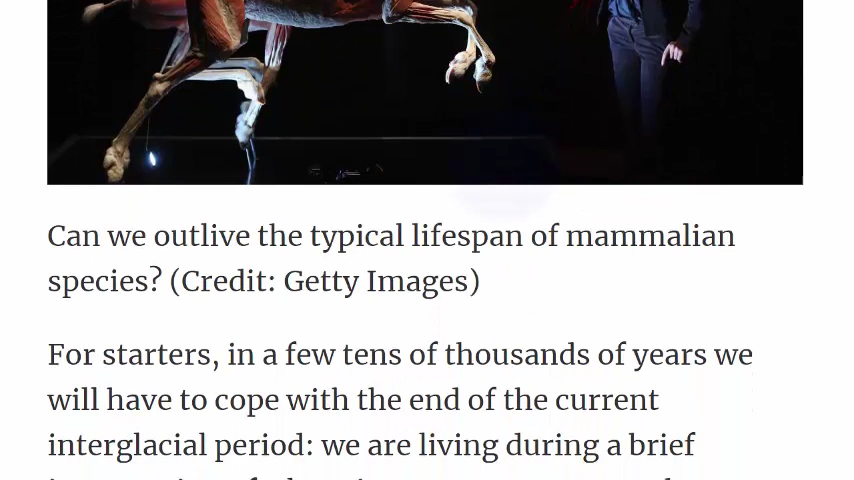 Can we outlive the typical lifespan of mammalian
species? (Credit: Getty Images)
For starters, in a few tens of thousands of years we
will have to cope with the end of the current
interglacial period: we are living during a brief